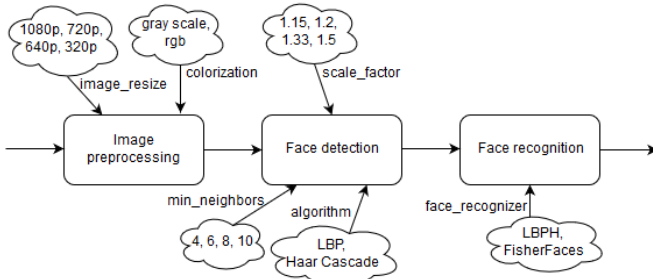 1080p, 720p,
640p, 320p
gray scale,
rgb
1.15, 1.2,
1.33, 1.5
image_resize
colorization
scale_factor
Image
preprocessing
Face detection
Face recognition
min_neighbors
algorithm
face_recognizer
4, 6, 8, 10
LBP,
Haar Cascade
LBPH,
FisherFaces